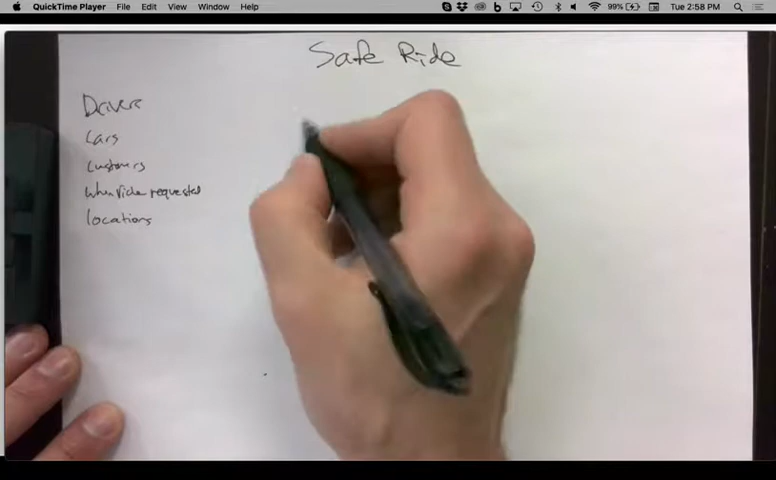 QuickTime Player File Edit View Window Help 99% Tue 2:58 PM
Safe Ride
Drivers
Cars
Customers
When ride requested
locations